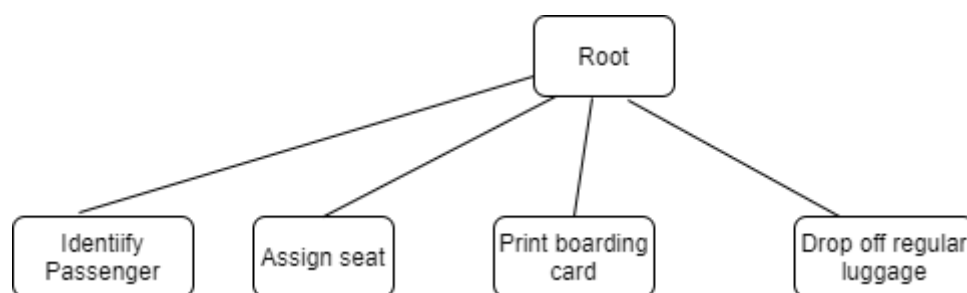 Root
Identiify
Passenger
Assign seat
Print boarding
card
Drop off regular
luggage